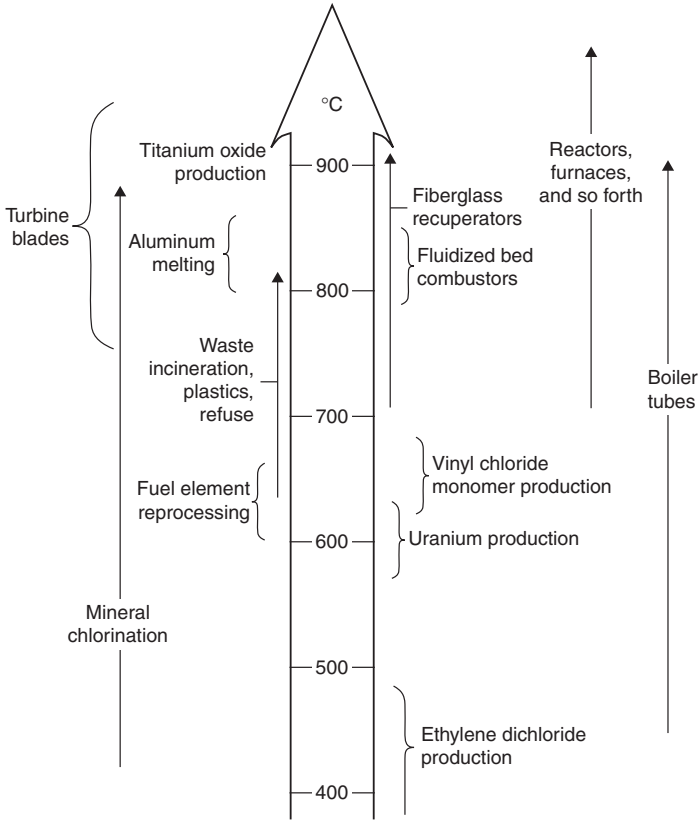 °C
Titanium oxide
production
900
Reactors,
furnaces,
and so forth
Fiberglass
recuperators
Turbine
blades
Aluminum
melting
Fluidized bed
combustors
800
Waste
incineration,
plastics,
refuse
Boiler
tubes
700
Vinyl chloride
monomer production
Fuel element
reprocessing
600
Uranium production
Mineral
chlorination
500
Ethylene dichloride
production
400